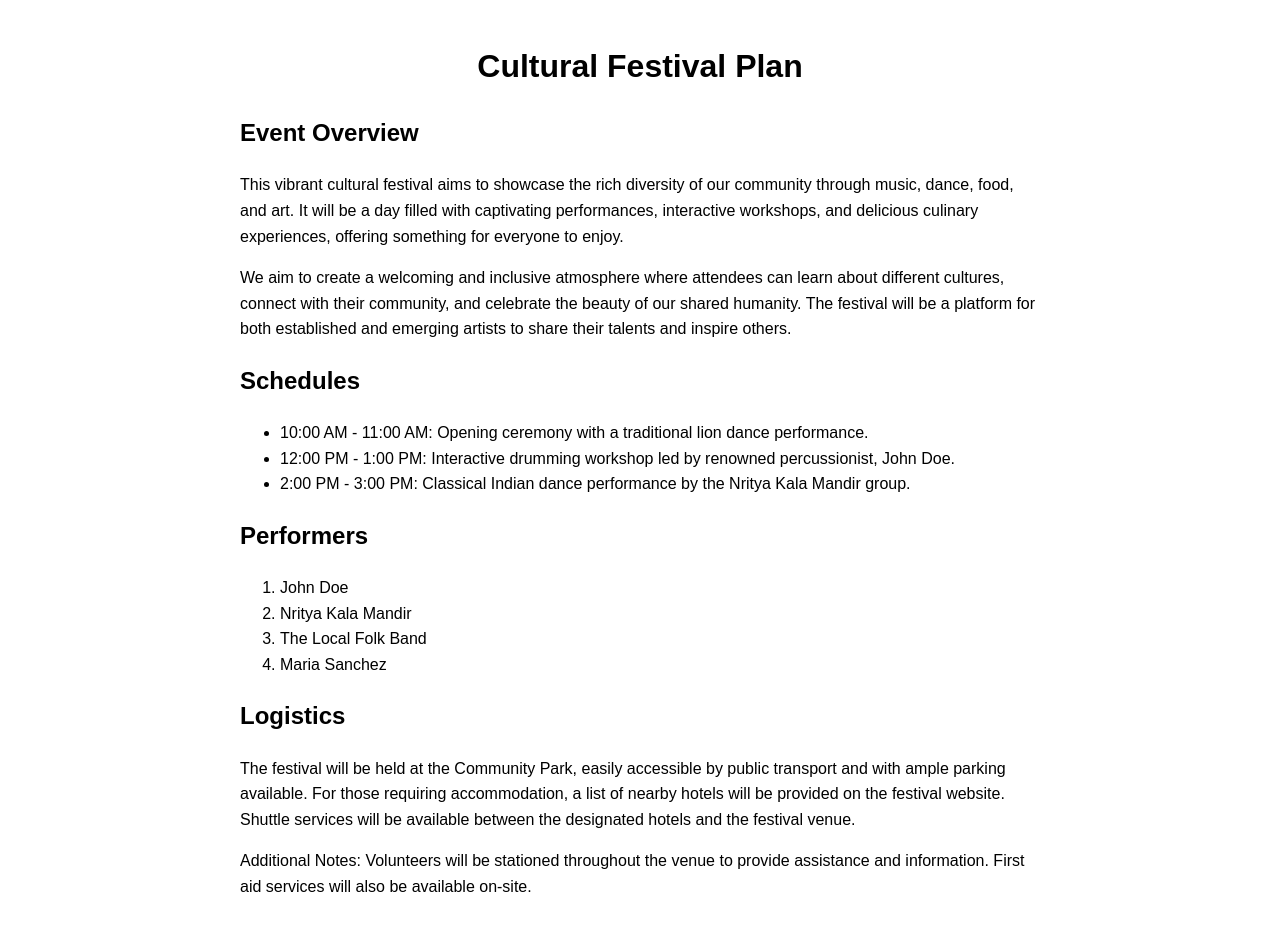 Cultural Festival Plan
Event Overview
This vibrant cultural festival aims to showcase the rich diversity of our community through music, dance, food,
and art. It will be a day filled with captivating performances, interactive workshops, and delicious culinary
experiences, offering something for everyone to enjoy.
We aim to create a welcoming and inclusive atmosphere where attendees can learn about different cultures,
connect with their community, and celebrate the beauty of our shared humanity. The festival will be a platform for
both established and emerging artists to share their talents and inspire others.
Schedules
• 10:00 AM - 11:00 AM: Opening ceremony with a traditional lion dance performance.
• 12:00 PM - 1:00 PM: Interactive drumming workshop led by renowned percussionist, John Doe.
• 2:00 PM - 3:00 PM: Classical Indian dance performance by the Nritya Kala Mandir group.
Performers
1. John Doe
2. Nritya Kala Mandir
3. The Local Folk Band
4. Maria Sanchez
Logistics
The festival will be held at the Community Park, easily accessible by public transport and with ample parking
available. For those requiring accommodation, a list of nearby hotels will be provided on the festival website.
Shuttle services will be available between the designated hotels and the festival venue.
Additional Notes: Volunteers will be stationed throughout the venue to provide assistance and information. First
aid services will also be available on-site.